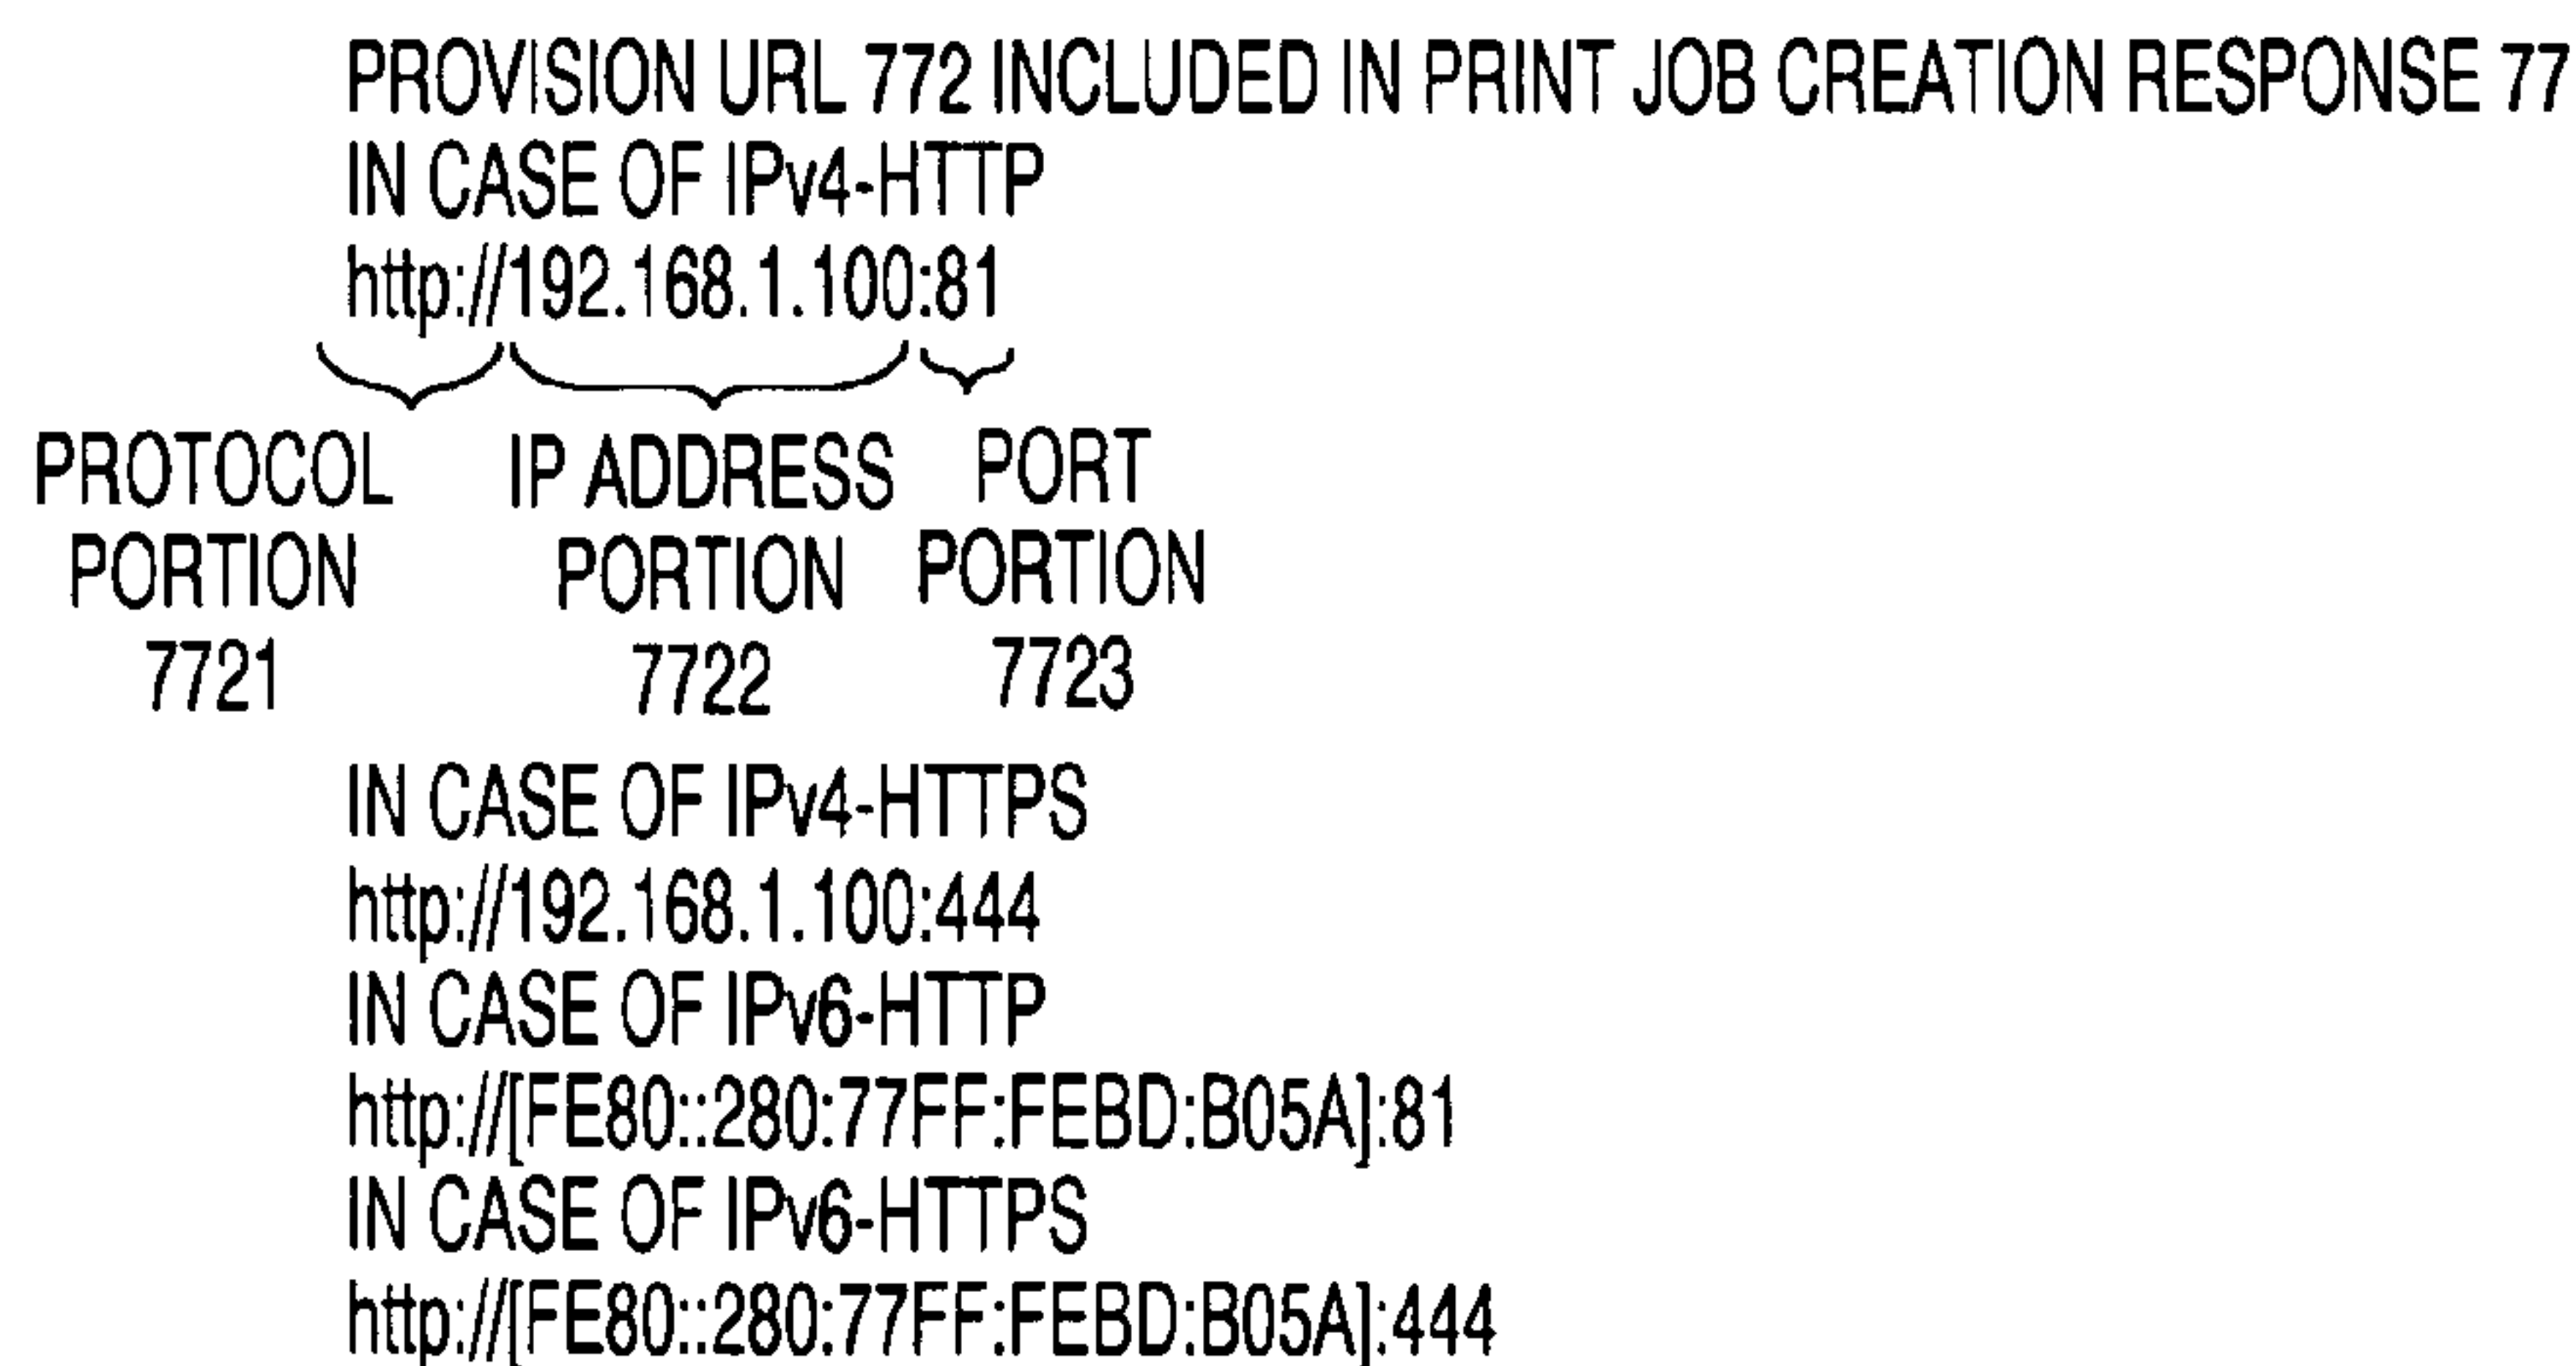 PROVISION URL 772 INCLUDED IN PRINT JOB CREATION RESPONSE 77
IN CASE OF IPv4-HTTP
http://192.168.1.100:81
PROTOCOL PORTION 7721
IP ADDRESS PORTION 7722
PORT PORTION 7723
IN CASE OF IPv4-HTTPS
http://192.168.1.100:444
IN CASE OF IPv6-HTTP
http://[FE80::280:77FF:FEBD:B05A]:81
IN CASE OF IPv6-HTTPS
http://[FE80::280:77FF:FEBD:B05A]:444